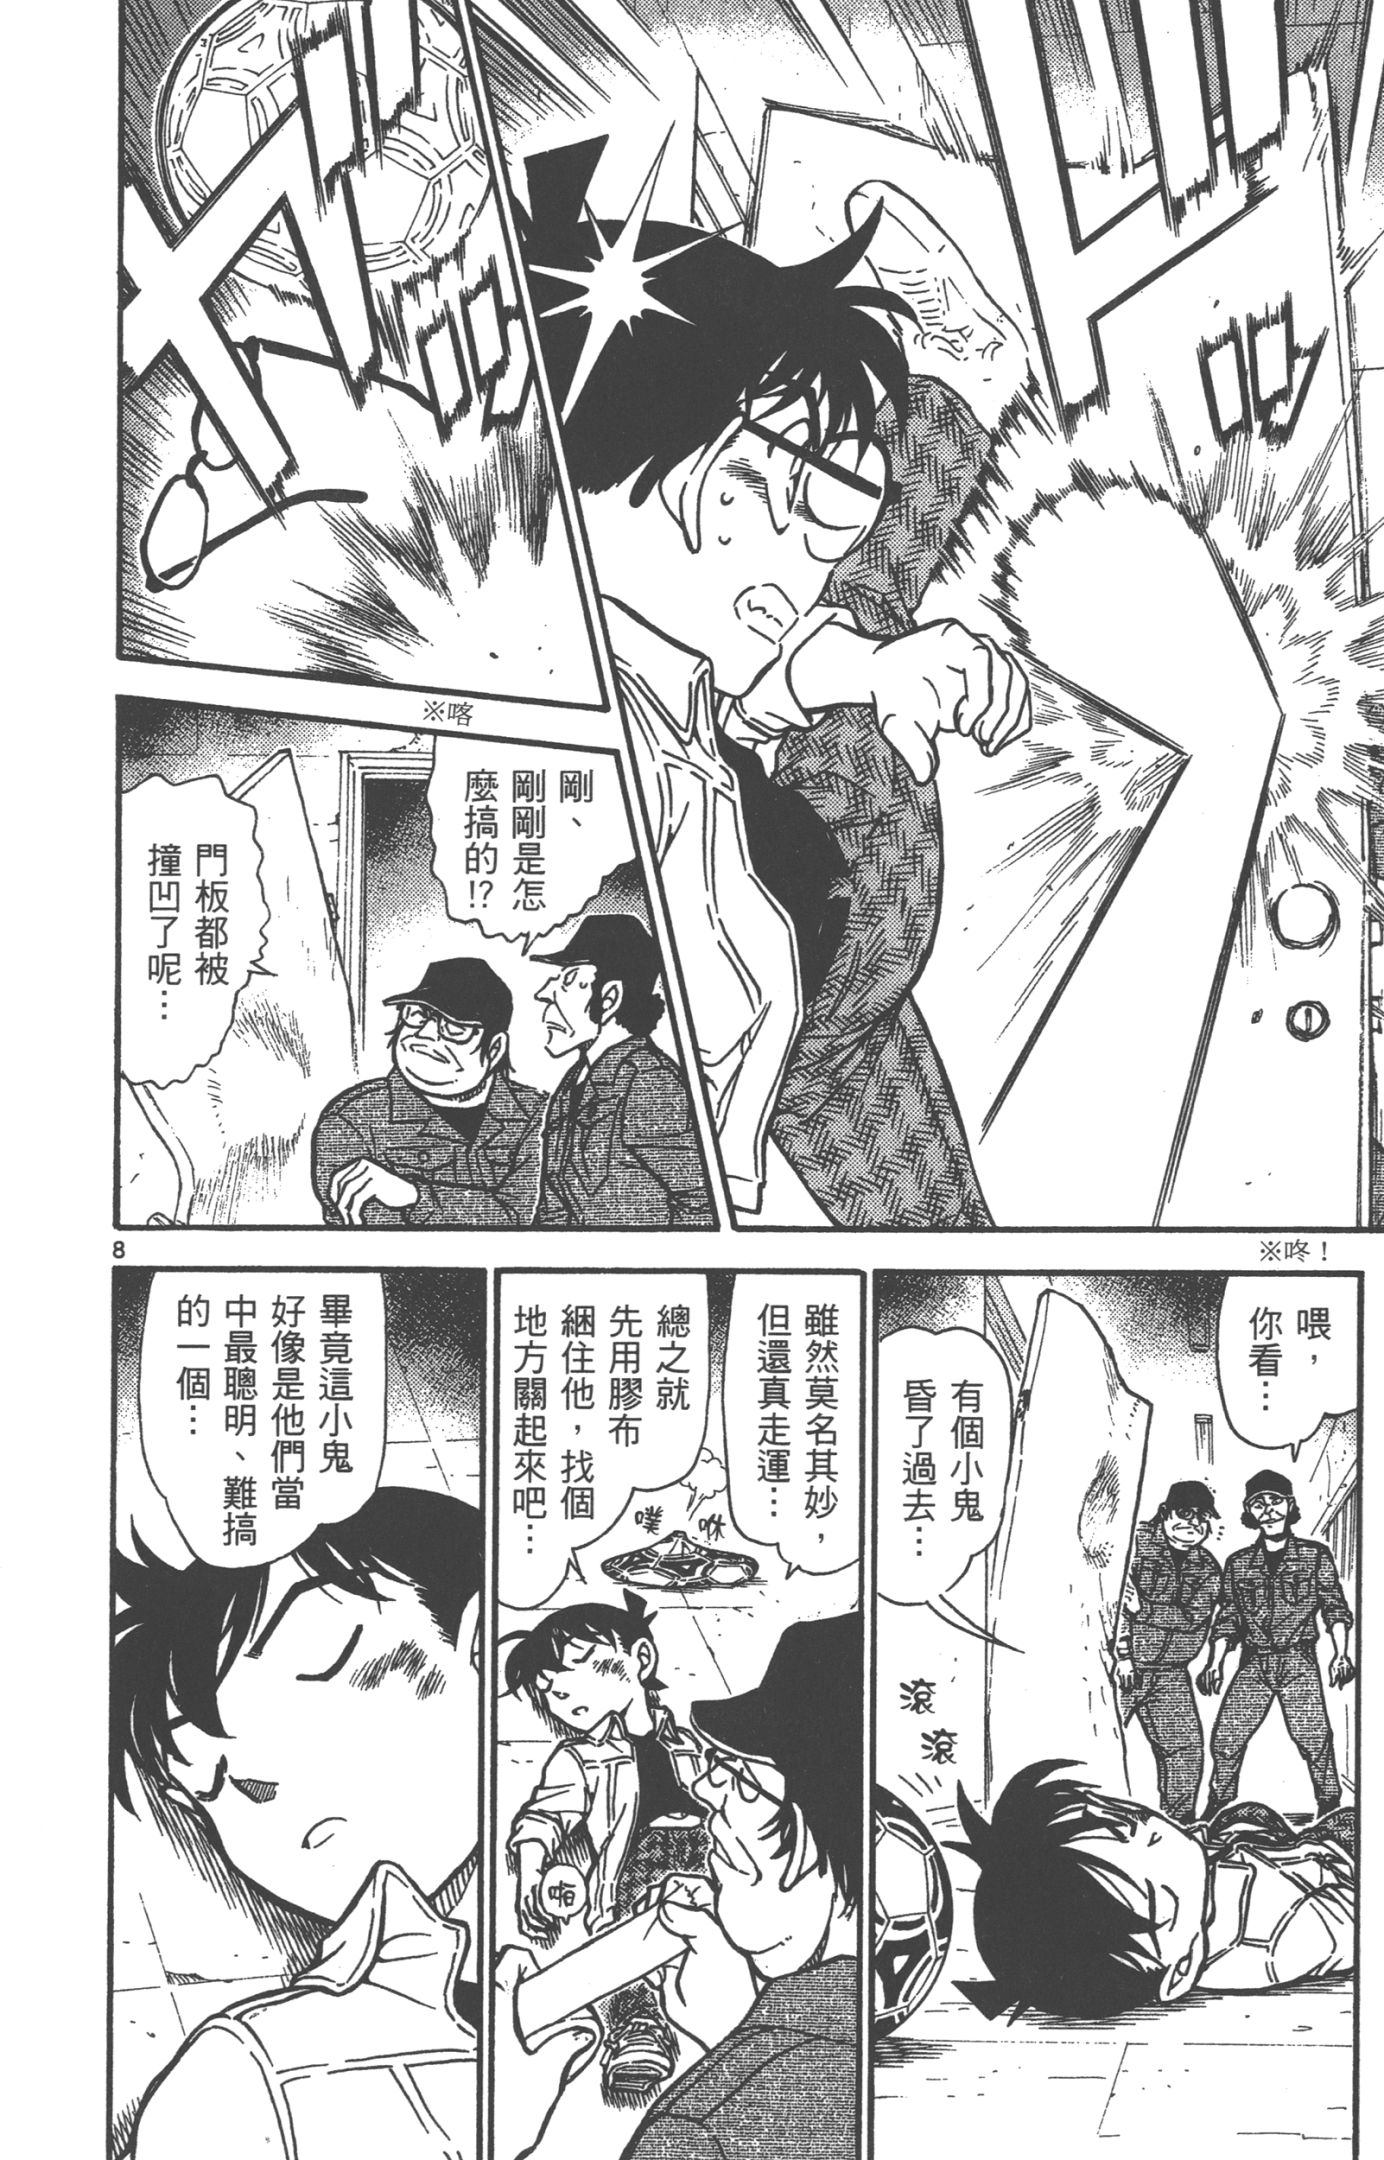 ※咚！
※喀
剛、
剛剛是怎
麼搞的!?
門板都被
撞凹了呢…
8
喂，
你看…
有個小鬼
昏了過去…
滾
滾
雖然莫名其妙，
但還真走運…
咻
噗
總之就
先用膠布
綑住他，找個
地方關起來吧…
畢竟這小鬼
好像是他們當
中最聰明、難搞
的一個…